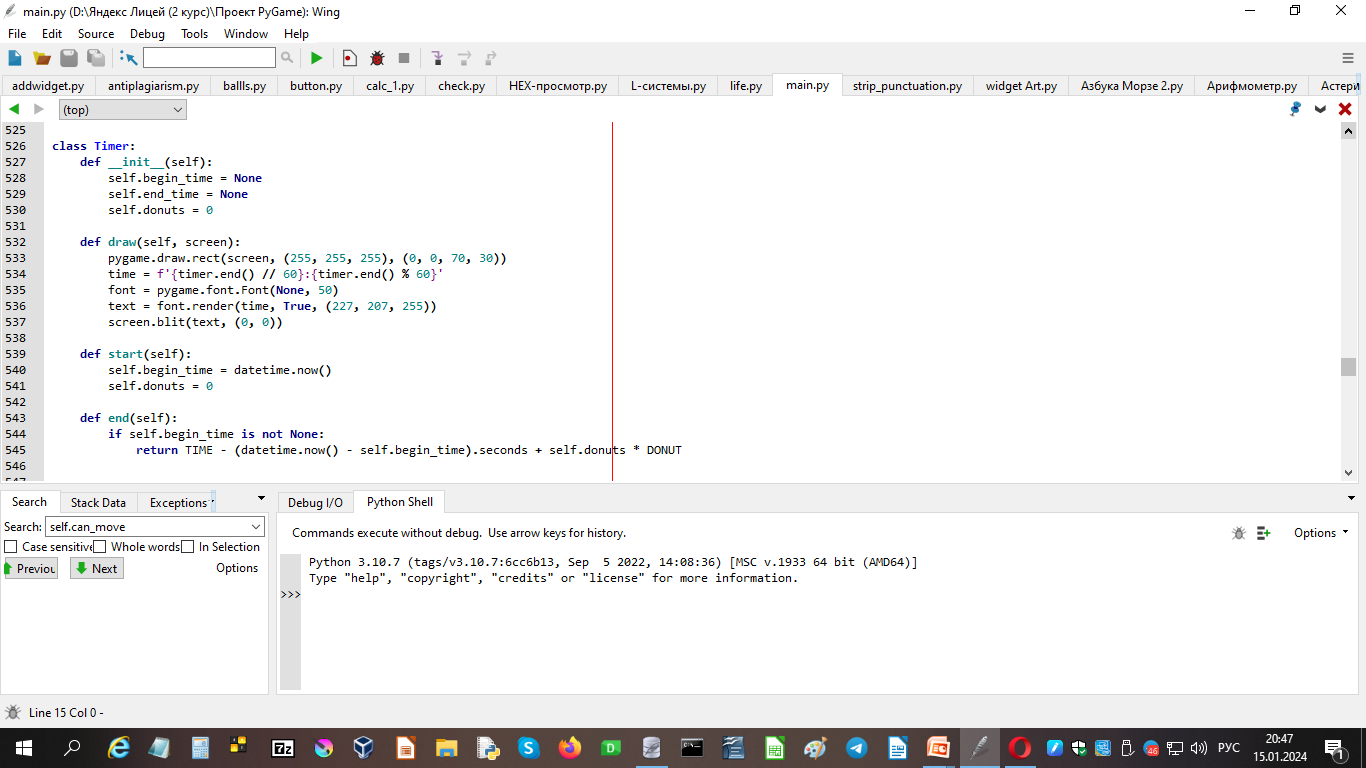 main.py (D:\Яндекс Лицей (2 курс)\Проект PyGame): Wing
File Edit Source Debug Tools Window Help
addwidget.py antiplagiarism.py ballls.py button.py calc_1.py check.py HEX-просмотр.py L-системы.py life.py main.py strip_punctuation.py widget Art.py Азбука Морзе 2.py Арифмометр.py Астери
(top)
525
526 class Timer:
527     def __init__(self):
528         self.begin_time = None
529         self.end_time = None
530         self.donuts = 0
531
532     def draw(self, screen):
533         pygame.draw.rect(screen, (255, 255, 255), (0, 0, 70, 30))
534         time = f'{timer.end() // 60}:{timer.end() % 60}'
535         font = pygame.font.Font(None, 50)
536         text = font.render(time, True, (227, 207, 255))
537         screen.blit(text, (0, 0))
538
539     def start(self):
540         self.begin_time = datetime.now()
541         self.donuts = 0
542
543     def end(self):
544         if self.begin_time is not None:
545             return TIME - (datetime.now() - self.begin_time).seconds + self.donuts * DONUT
546
Search Stack Data Exceptions
Search: self.can_move
Case sensitive Whole words In Selection
Previou Next Options
Debug I/O Python Shell
Commands execute without debug. Use arrow keys for history.
Options
Python 3.10.7 (tags/v3.10.7:6cc6b13, Sep  5 2022, 14:08:36) [MSC v.1933 64 bit (AMD64)]
Type "help", "copyright", "credits" or "license" for more information.
>>>
Line 15 Col 0 -
7z
D
46
РУС
20:47
15.01.2024
1